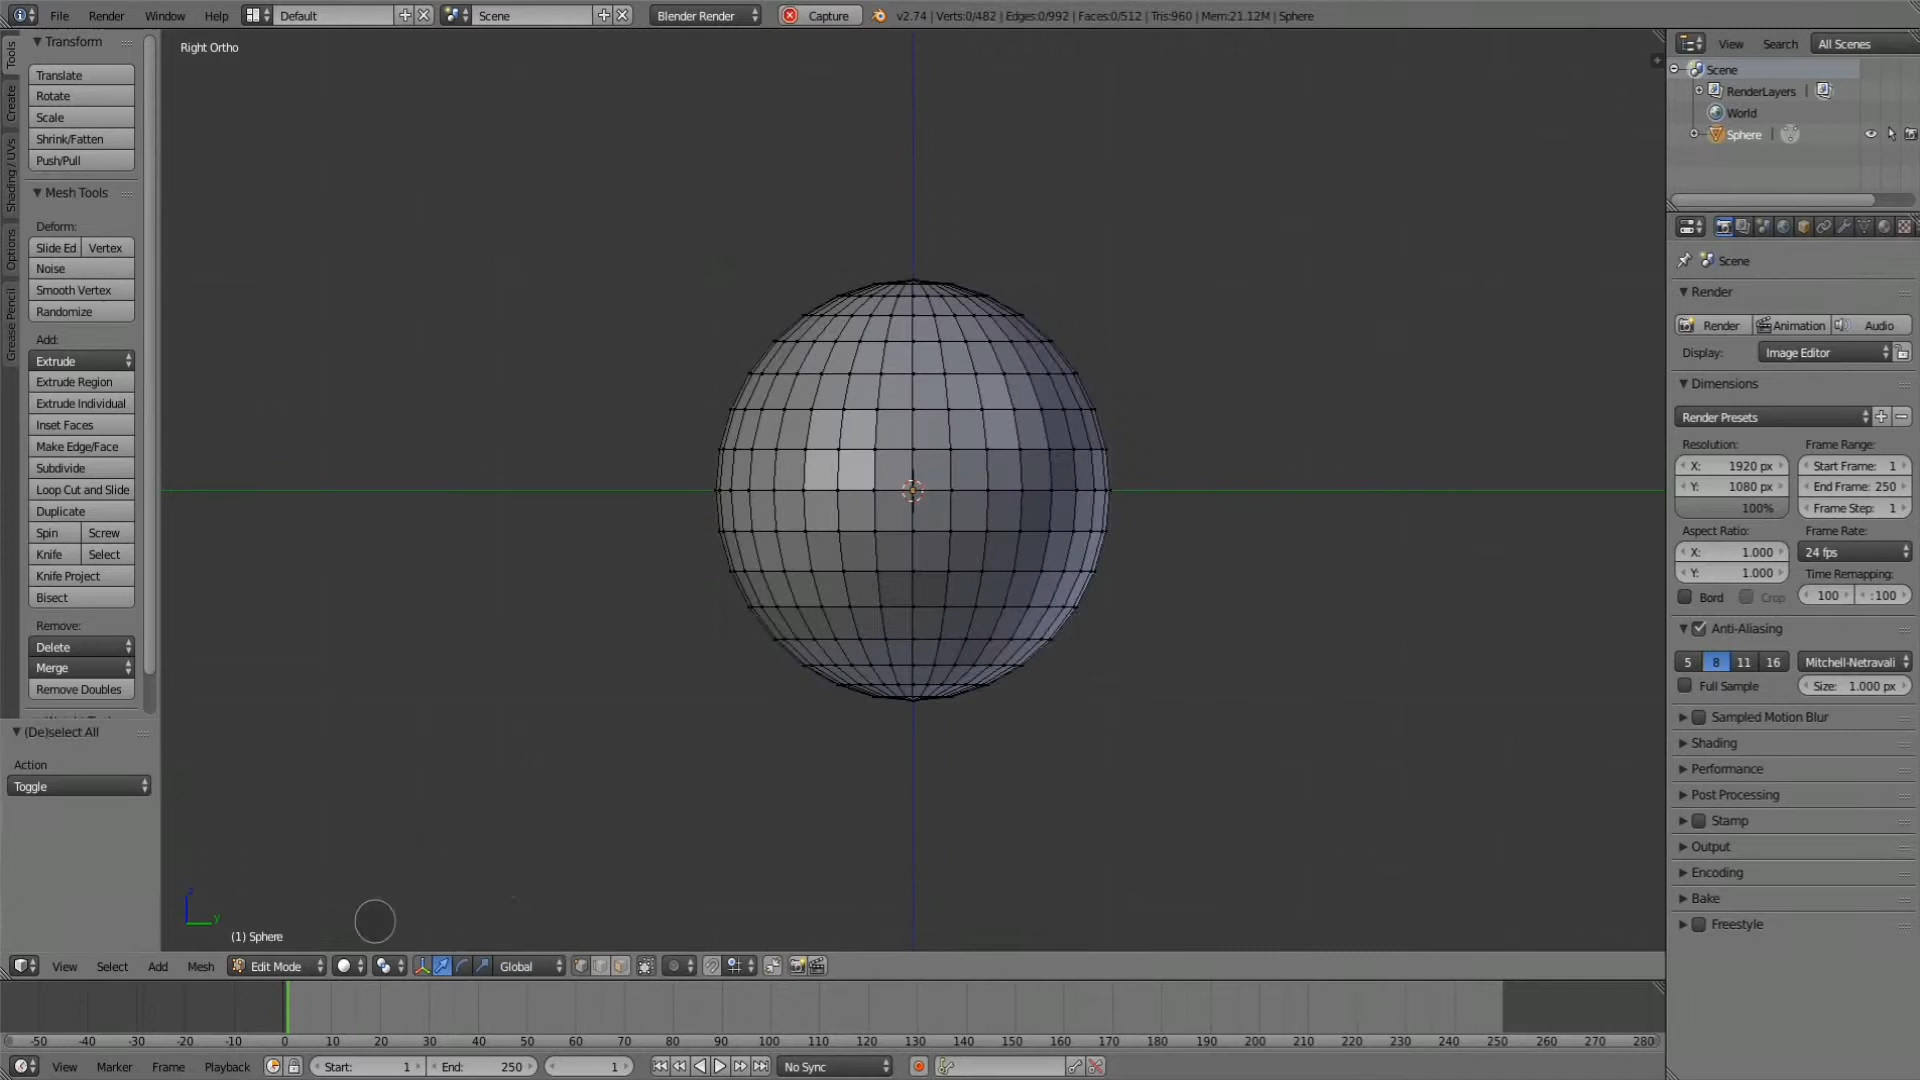 File Render Window Help Default Scene Blender Render Capture v2.74 | Verts:0/482 | Edges:0/992 | Faces:0/512 | Tris:960 | Mem:21.12M | Sphere
Tools
Create
Shading / UVs
Options
Grease Pencil
Transform
Translate
Rotate
Scale
Shrink/Fatten
Push/Pull
Mesh Tools
Deform:
Slide Ed Vertex
Noise
Smooth Vertex
Randomize
Add:
Extrude
Extrude Region
Extrude Individual
Inset Faces
Make Edge/Face
Subdivide
Loop Cut and Slide
Duplicate
Spin Screw
Knife Select
Knife Project
Bisect
Remove:
Delete
Merge
Remove Doubles
(De)select All
Action
Toggle
Right Ortho
z
y
(1) Sphere
View Select Add Mesh Edit Mode Global
-50 -40 -30 -20 -10 0 10 20 30 40 50 60 70 80 90 100 110 120 130 140 150 160 170 180 190 200 210 220 230 240 250 260 270 280
View Marker Frame Playback Start: 1 End: 250 1 No Sync
View Search All Scenes
Scene
RenderLayers |
World
Sphere |
Scene
Render
Render Animation Audio
Display: Image Editor
Dimensions
Render Presets
Resolution: Frame Range:
X: 1920 px Start Frame: 1
Y: 1080 px End Frame: 250
100% Frame Step: 1
Aspect Ratio: Frame Rate:
X: 1.000 24 fps
Y: 1.000 Time Remapping:
Bord Crop 100 :100
Anti-Aliasing
5 8 11 16 Mitchell-Netravali
Full Sample Size: 1.000 px
Sampled Motion Blur
Shading
Performance
Post Processing
Stamp
Output
Encoding
Bake
Freestyle